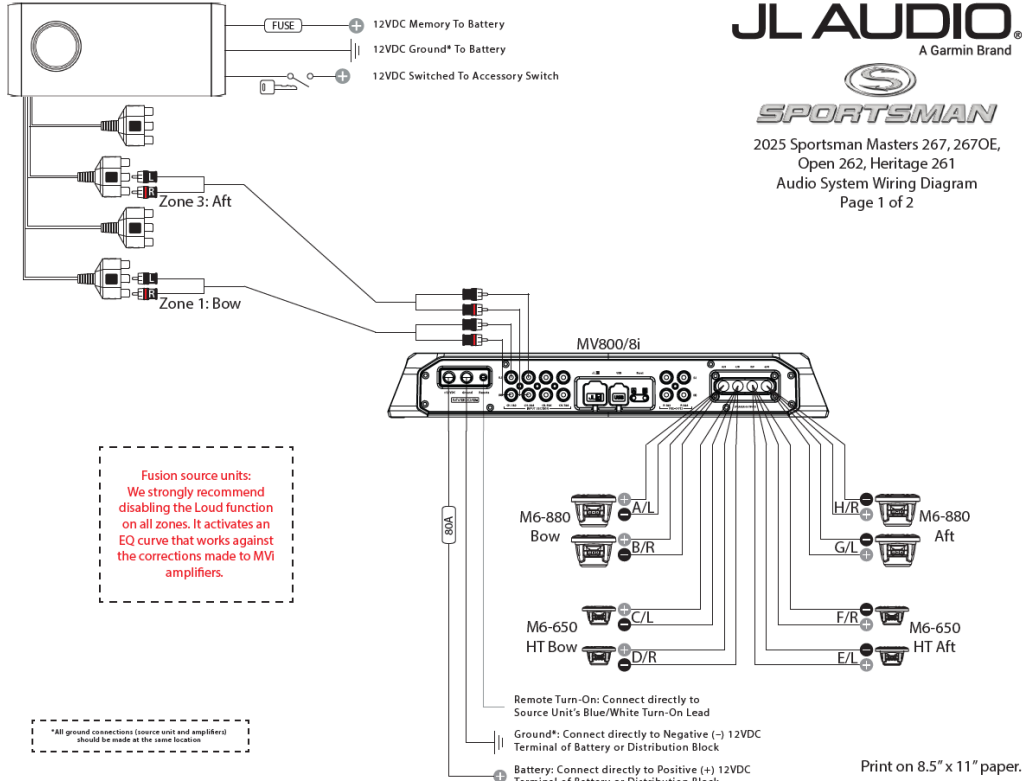 FUSE
12VDC Memory To Battery
12VDC Ground* To Battery
12VDC Switched To Accessory Switch
JL AUDIO®
A Garmin Brand
SPORTSMAN
2025 Sportsman Masters 267, 267OE,
Open 262, Heritage 261
Audio System Wiring Diagram
Page 1 of 2
L
R
Zone 3: Aft
L
R
Zone 1: Bow
MV800/8i
Fusion source units:
We strongly recommend
disabling the Loud function
on all zones. It activates an
EQ curve that works against
the corrections made to MVi
amplifiers.
80A
M6-880
Bow
A/L
B/R
H/R
G/L
M6-880
Aft
M6-650
HT Bow
C/L
D/R
F/R
E/L
M6-650
HT Aft
Remote Turn-On: Connect directly to
Source Unit's Blue/White Turn-On Lead
Ground*: Connect directly to Negative (–) 12VDC
Terminal of Battery or Distribution Block
Battery: Connect directly to Positive (+) 12VDC
Terminal of Battery or Distribution Block
*All ground connections (source unit and amplifiers)
should be made at the same location
Print on 8.5" x 11" paper.